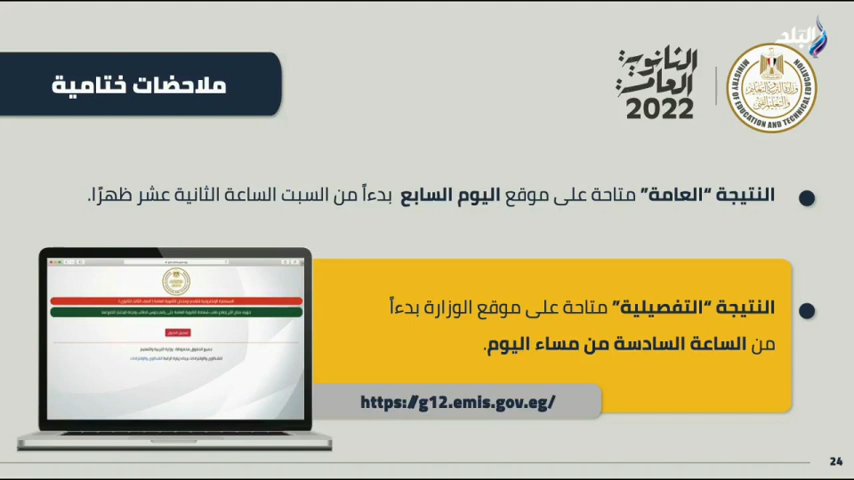 البلد
الثانوية
العامة
2022
MINISTRY OF EDUCATION AND TECHNICAL EDUCATION
وزارة التربية والتعليم
والتعليم الفني
ملاحضات ختامية
النتيجة “العامة” متاحة على موقع اليوم السابع بدءاً من السبت الساعة الثانية عشر ظهرًا.
النتيجة “التفصيلية” متاحة على موقع الوزارة بدءاً
من الساعة السادسة من مساء اليوم.
https://g12.emis.gov.eg/
24